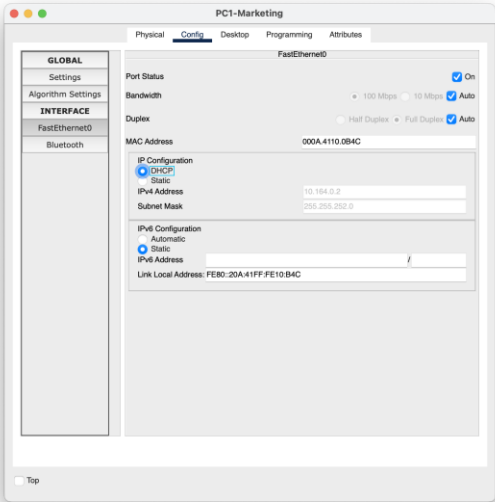 PC1-Marketing
Physical Config Desktop Programming Attributes
GLOBAL
Settings
Algorithm Settings
INTERFACE
FastEthernet0
Bluetooth
FastEthernet0
Port Status On
Bandwidth 100 Mbps 10 Mbps Auto
Duplex Half Duplex Full Duplex Auto
MAC Address 000A.4110.0B4C
IP Configuration
DHCP
Static
IPv4 Address 10.164.0.2
Subnet Mask 255.255.252.0
IPv6 Configuration
Automatic
Static
IPv6 Address /
Link Local Address: FE80::20A:41FF:FE10:B4C
Top